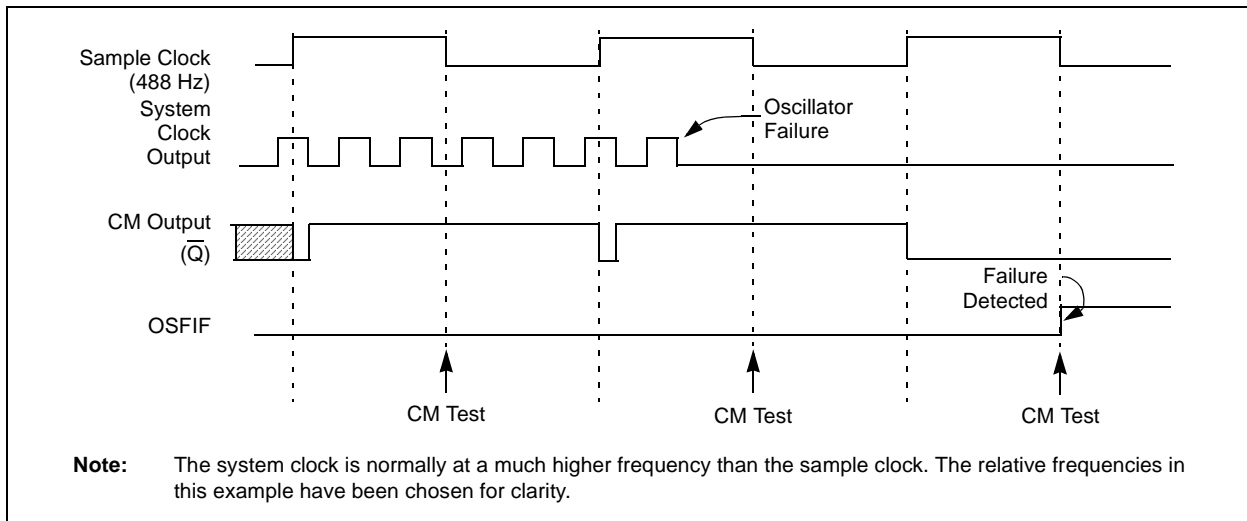 Sample Clock
(488 Hz)
System
Clock
Output
Oscillator
Failure
CM Output
(Q̅)
Failure
Detected
OSFIF
CM Test
CM Test
CM Test
Note: The system clock is normally at a much higher frequency than the sample clock. The relative frequencies in
this example have been chosen for clarity.